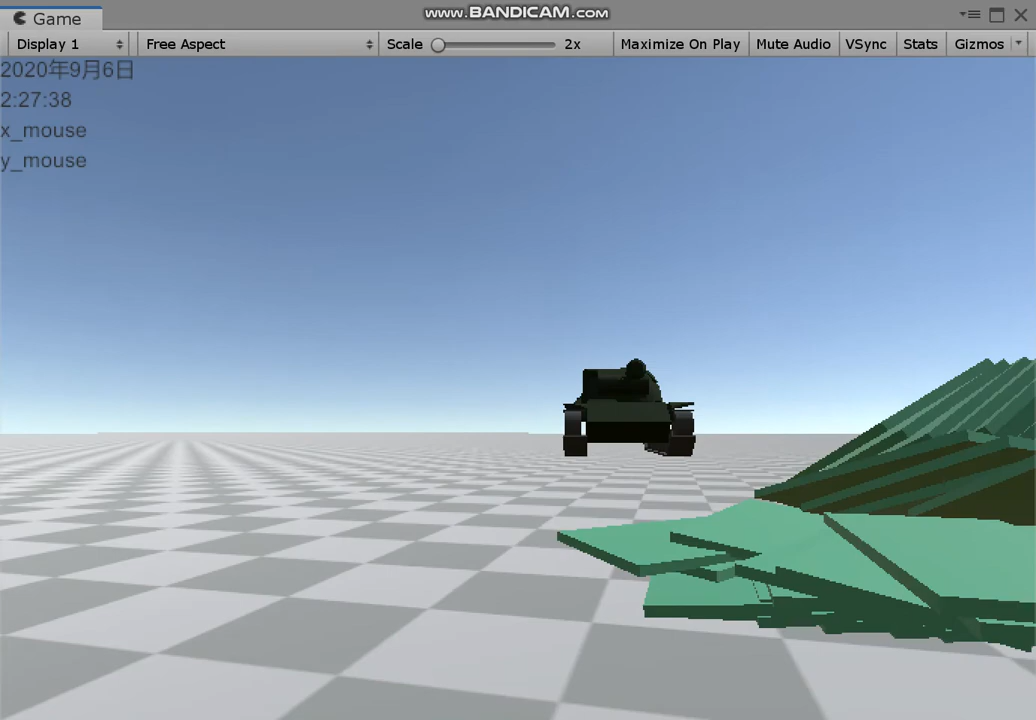 www.BANDICAM.com
Game
Display 1 Free Aspect Scale 2x Maximize On Play Mute Audio VSync Stats Gizmos
2020年9月6日
2:27:38
x_mouse
y_mouse